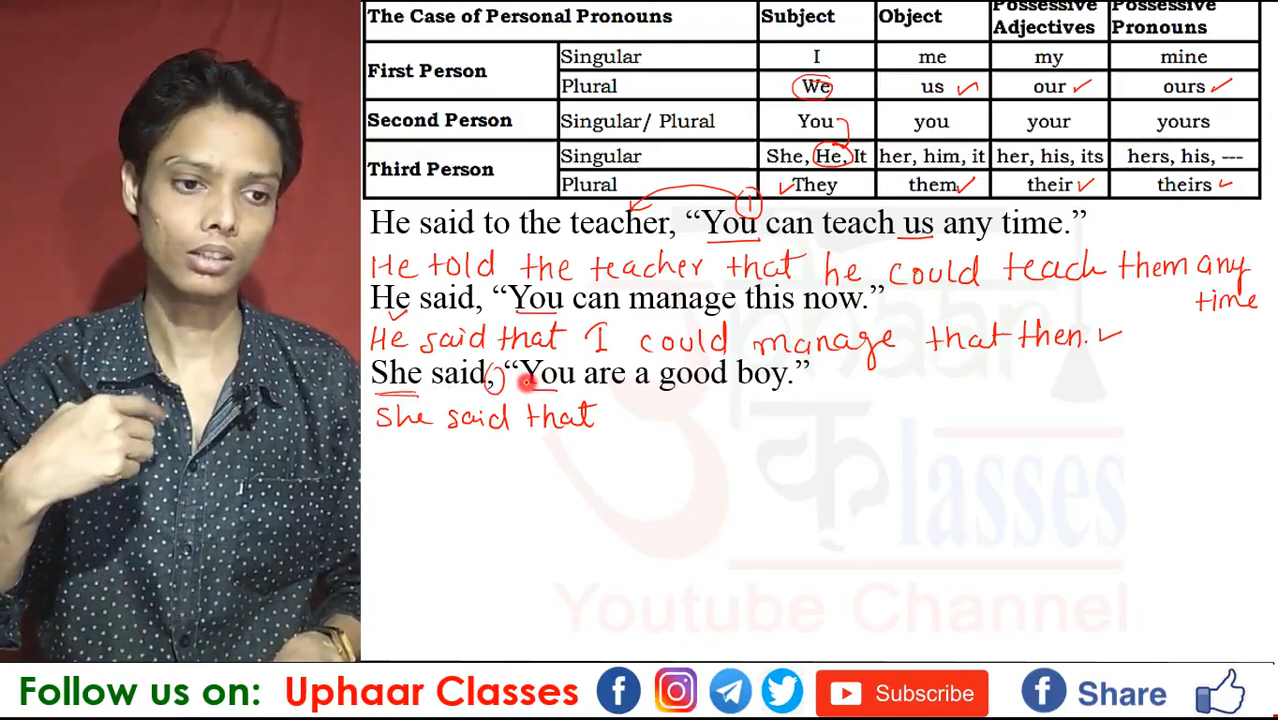 The Case of Personal Pronouns Subject Object Possessive Adjectives Possessive Pronouns
First Person Singular I me my mine
Plural We us our ours
Second Person Singular/ Plural You you your yours
Third Person Singular She, He, It her, him, it her, his, its hers, his, ---
Plural They them their theirs
1
He said to the teacher, “You can teach us any time.”
He told the teacher that he could teach them any time
He said, “You can manage this now.”
He said that I could manage that then.
She said, “You are a good boy.”
She said that
उपhaar
कlasses
Youtube Channel
Follow us on: Uphaar Classes Subscribe Share